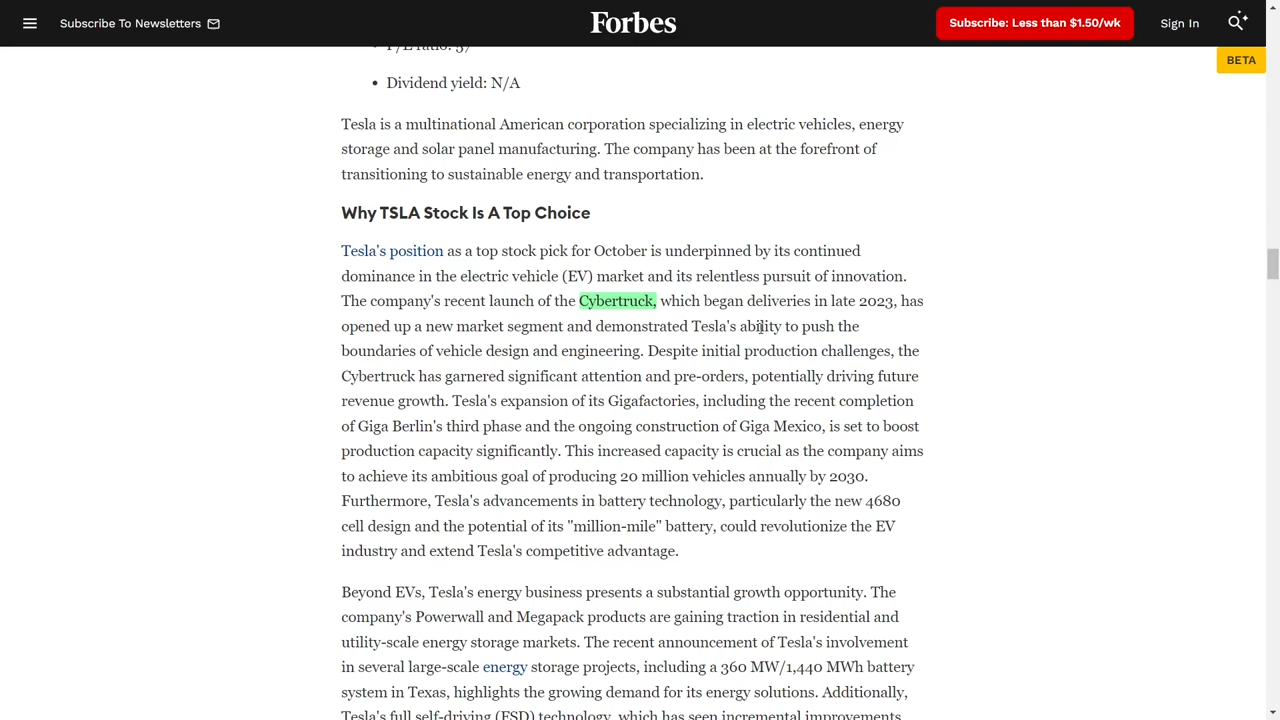 Subscribe To Newsletters
Forbes
Subscribe: Less than $1.50/wk
Sign In
BETA
• P/E ratio: 57
• Dividend yield: N/A
Tesla is a multinational American corporation specializing in electric vehicles, energy
storage and solar panel manufacturing. The company has been at the forefront of
transitioning to sustainable energy and transportation.
Why TSLA Stock Is A Top Choice
Tesla's position as a top stock pick for October is underpinned by its continued
dominance in the electric vehicle (EV) market and its relentless pursuit of innovation.
The company's recent launch of the Cybertruck, which began deliveries in late 2023, has
opened up a new market segment and demonstrated Tesla's ability to push the
boundaries of vehicle design and engineering. Despite initial production challenges, the
Cybertruck has garnered significant attention and pre-orders, potentially driving future
revenue growth. Tesla's expansion of its Gigafactories, including the recent completion
of Giga Berlin's third phase and the ongoing construction of Giga Mexico, is set to boost
production capacity significantly. This increased capacity is crucial as the company aims
to achieve its ambitious goal of producing 20 million vehicles annually by 2030.
Furthermore, Tesla's advancements in battery technology, particularly the new 4680
cell design and the potential of its "million-mile" battery, could revolutionize the EV
industry and extend Tesla's competitive advantage.
Beyond EVs, Tesla's energy business presents a substantial growth opportunity. The
company's Powerwall and Megapack products are gaining traction in residential and
utility-scale energy storage markets. The recent announcement of Tesla's involvement
in several large-scale energy storage projects, including a 360 MW/1,440 MWh battery
system in Texas, highlights the growing demand for its energy solutions. Additionally,
Tesla's full self-driving (FSD) technology, which has seen incremental improvements